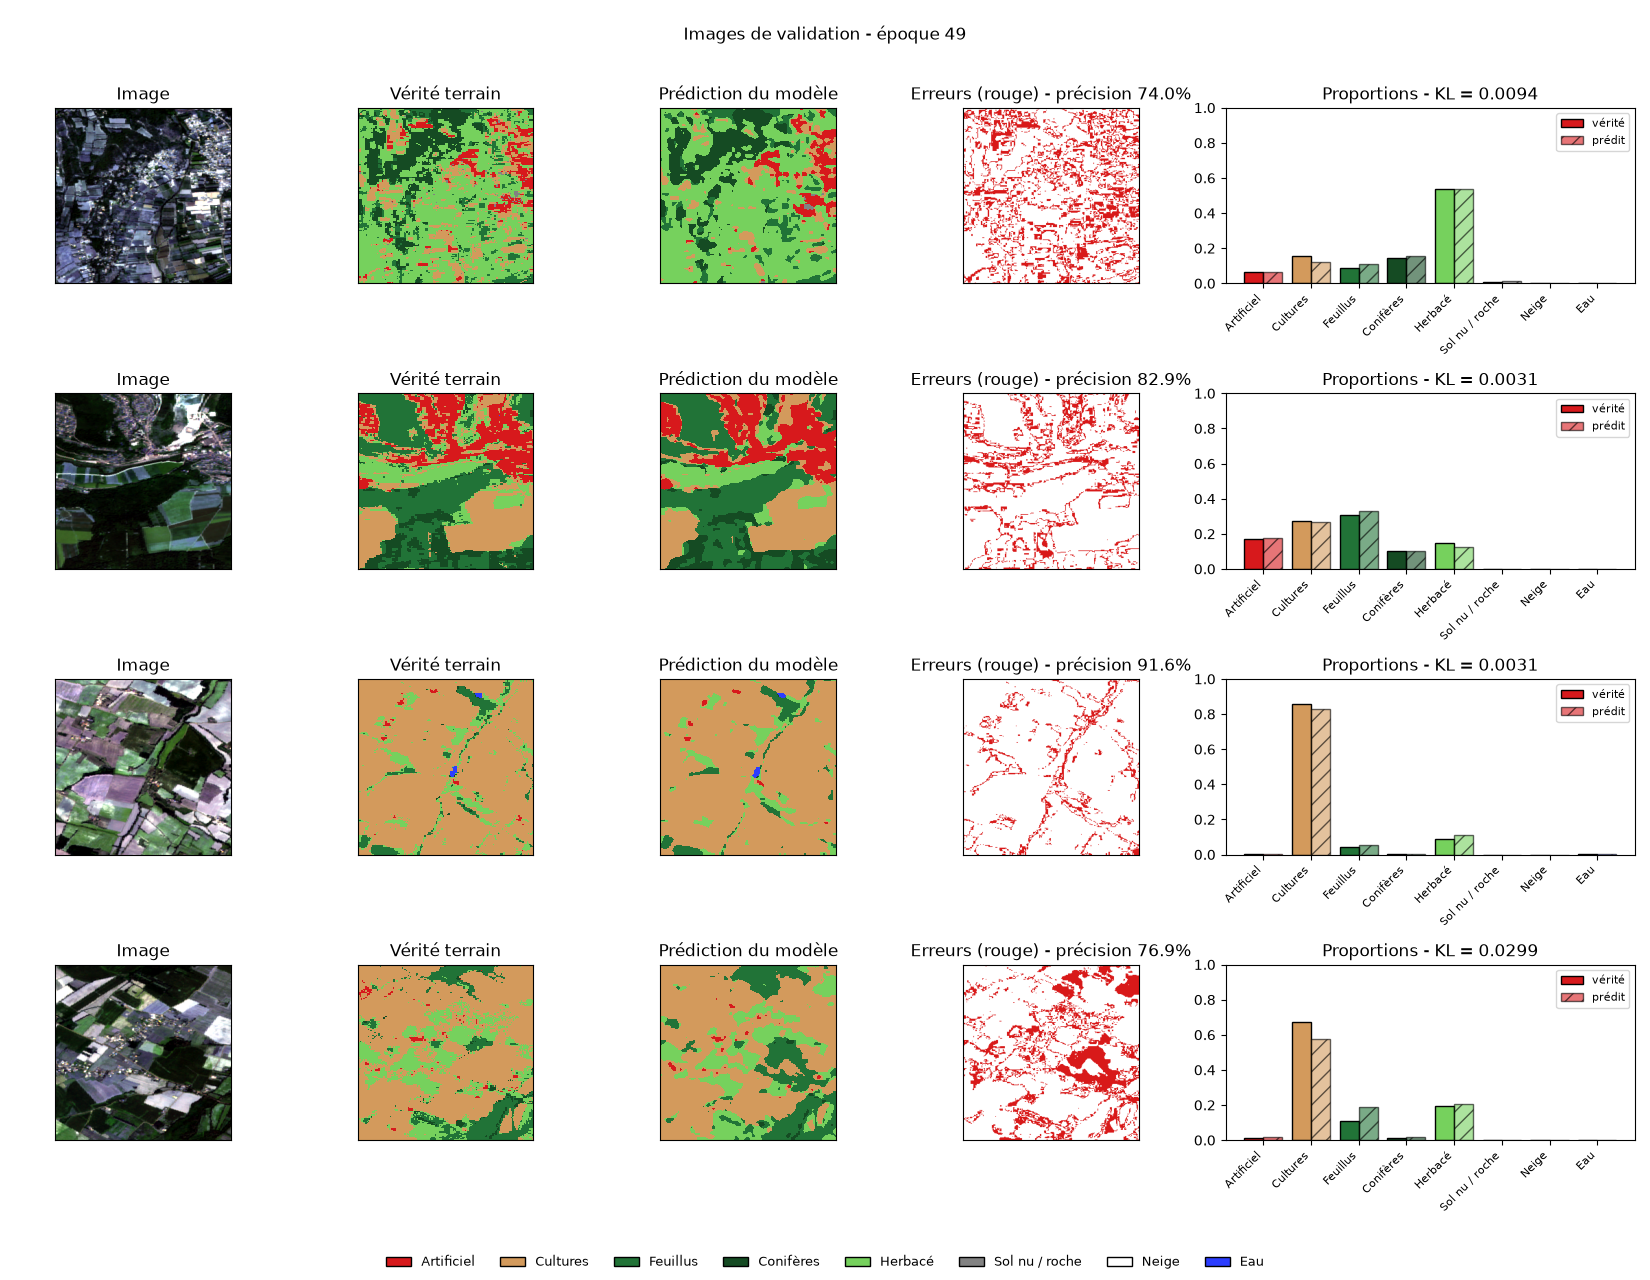 Images de validation - époque 49
Image
Vérité terrain
Prédiction du modèle
Erreurs (rouge) - précision 74.0%
Proportions - KL = 0.0094
1.0
0.8
0.6
0.4
0.2
0.0
vérité
prédit
Artificiel
Cultures
Feuillus
Conifères
Herbacé
Sol nu / roche
Neige
Eau
Image
Vérité terrain
Prédiction du modèle
Erreurs (rouge) - précision 82.9%
Proportions - KL = 0.0031
1.0
0.8
0.6
0.4
0.2
0.0
vérité
prédit
Artificiel
Cultures
Feuillus
Conifères
Herbacé
Sol nu / roche
Neige
Eau
Image
Vérité terrain
Prédiction du modèle
Erreurs (rouge) - précision 91.6%
Proportions - KL = 0.0031
1.0
0.8
0.6
0.4
0.2
0.0
vérité
prédit
Artificiel
Cultures
Feuillus
Conifères
Herbacé
Sol nu / roche
Neige
Eau
Image
Vérité terrain
Prédiction du modèle
Erreurs (rouge) - précision 76.9%
Proportions - KL = 0.0299
1.0
0.8
0.6
0.4
0.2
0.0
vérité
prédit
Artificiel
Cultures
Feuillus
Conifères
Herbacé
Sol nu / roche
Neige
Eau
Artificiel
Cultures
Feuillus
Conifères
Herbacé
Sol nu / roche
Neige
Eau